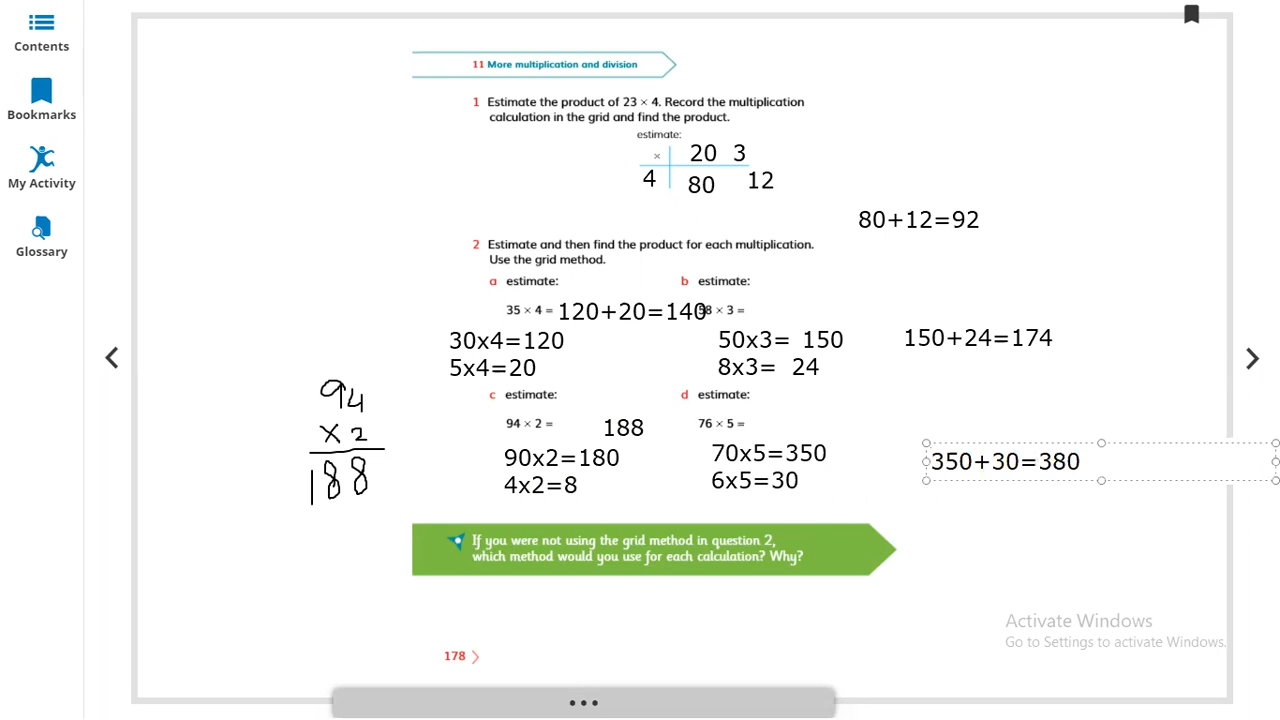 Contents
Bookmarks
My Activity
Glossary
11 More multiplication and division
1 Estimate the product of 23 × 4. Record the multiplication
calculation in the grid and find the product.
estimate:
× 20 3
4 80 12
80+12=92
2 Estimate and then find the product for each multiplication.
Use the grid method.
a estimate:
35 × 4 = 120+20=140
30x4=120
5x4=20
b estimate:
58 × 3 =
50x3= 150
8x3= 24
150+24=174
c estimate:
94 × 2 = 188
90x2=180
4x2=8
94
x 2
188
d estimate:
76 × 5 =
70x5=350
6x5=30
350+30=380
If you were not using the grid method in question 2,
which method would you use for each calculation? Why?
Activate Windows
Go to Settings to activate Windows.
178